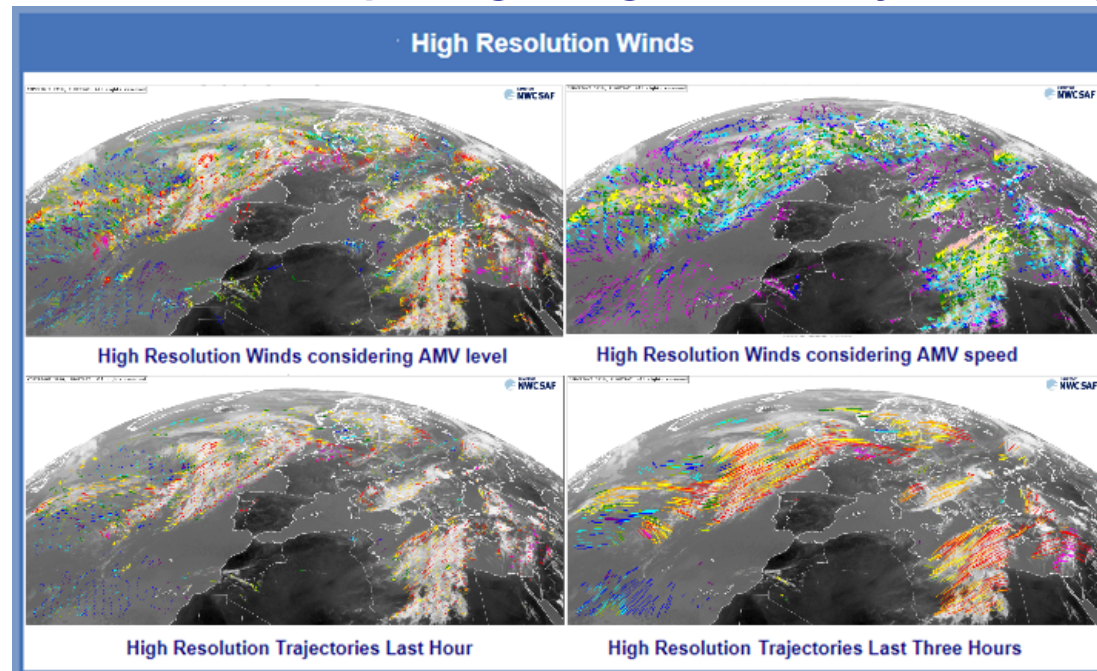 High Resolution Winds
NWCSAF
NWCSAF
High Resolution Winds considering AMV level
High Resolution Winds considering AMV speed
NWCSAF
NWCSAF
High Resolution Trajectories Last Hour
High Resolution Trajectories Last Three Hours